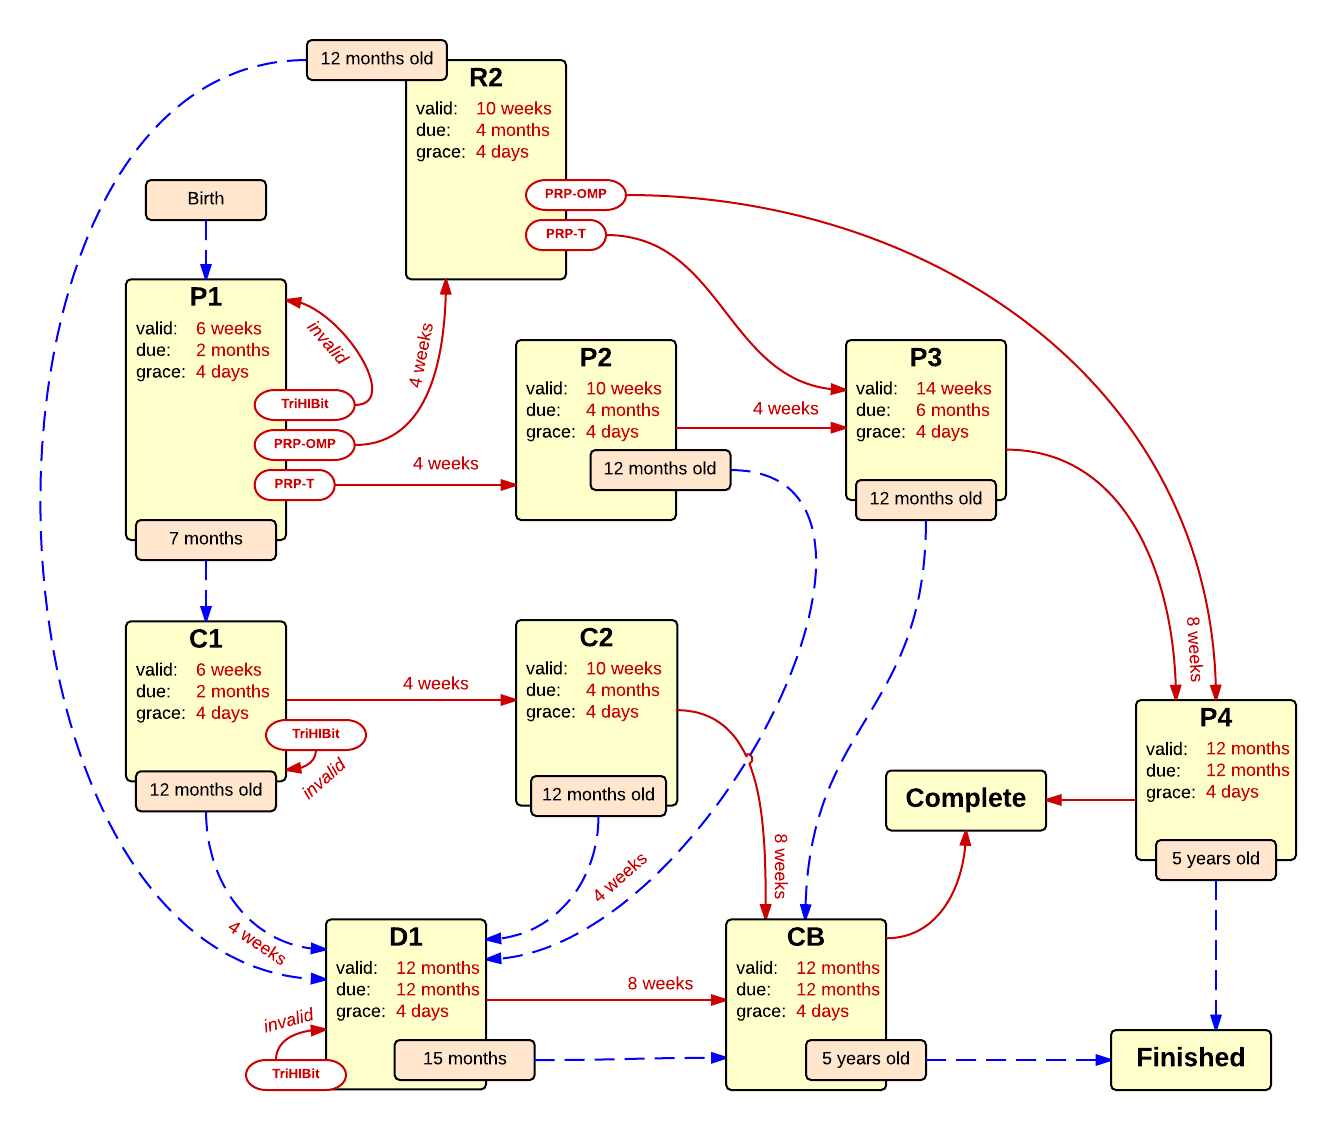 12 months old
R2
valid: 10 weeks
due: 4 months
grace: 4 days
PRP-OMP
PRP-T
Birth
P1
valid: 6 weeks
due: 2 months
grace: 4 days
TriHIBit
invalid
PRP-OMP
4 weeks
PRP-T
4 weeks
7 months
P2
valid: 10 weeks
due: 4 months
grace: 4 days
12 months old
4 weeks
P3
valid: 14 weeks
due: 6 months
grace: 4 days
12 months old
C1
valid: 6 weeks
due: 2 months
grace: 4 days
TriHIBit
invalid
12 months old
4 weeks
C2
valid: 10 weeks
due: 4 months
grace: 4 days
12 months old
8 weeks
P4
valid: 12 months
due: 12 months
grace: 4 days
5 years old
Complete
4 weeks
4 weeks
8 weeks
D1
valid: 12 months
due: 12 months
grace: 4 days
invalid
TriHIBit
15 months
8 weeks
CB
valid: 12 months
due: 12 months
grace: 4 days
5 years old
Finished